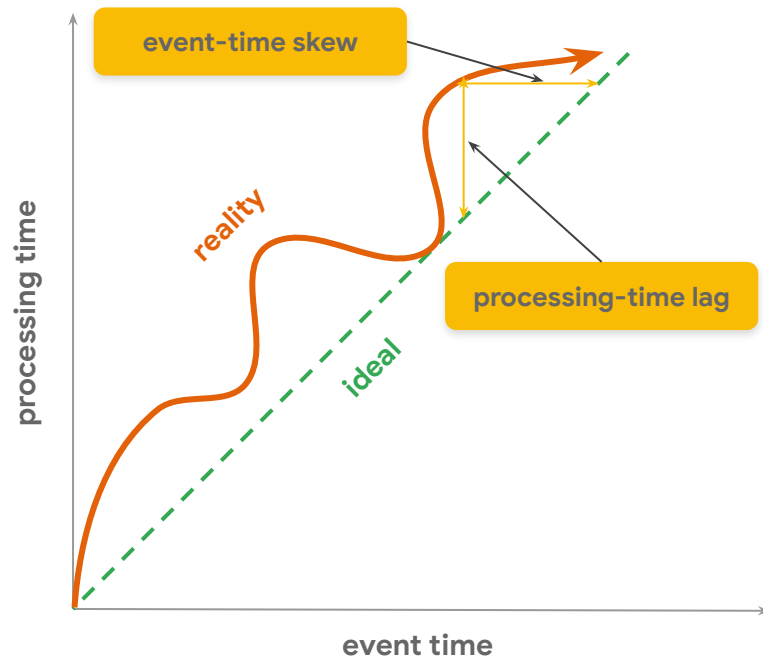 event-time skew
reality
processing time
processing-time lag
ideal
event time